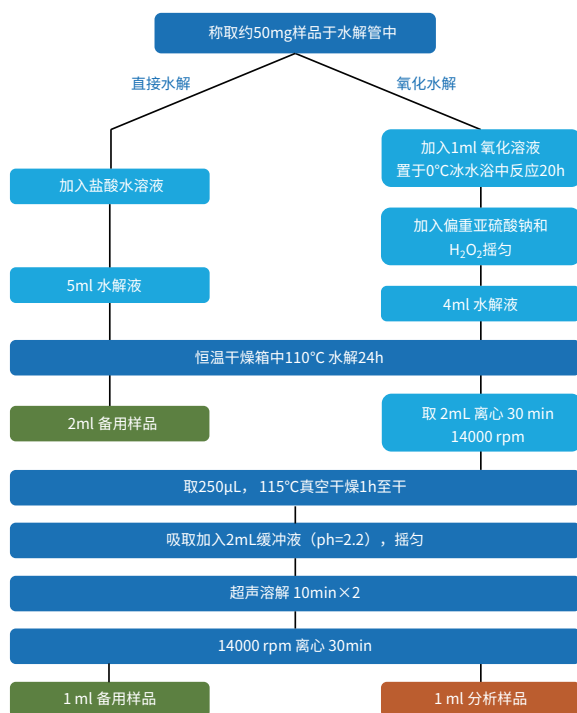 称取约50mg样品于水解管中
直接水解
氧化水解
加入盐酸水溶液
加入1ml 氧化溶液
置于0℃冰水浴中反应20h
加入偏重亚硫酸钠和
H₂O₂摇匀
5ml 水解液
4ml 水解液
恒温干燥箱中110℃ 水解24h
2ml 备用样品
取 2mL 离心 30 min
14000 rpm
取250μL， 115℃真空干燥1h至干
吸取加入2mL缓冲液（ph=2.2），摇匀
超声溶解 10min×2
14000 rpm 离心 30min
1 ml 备用样品
1 ml 分析样品